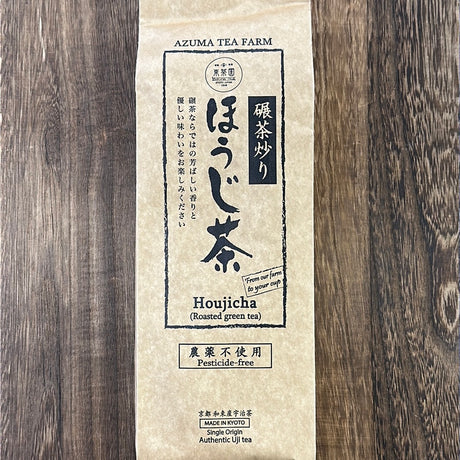 AZUMA TEA FARM
東茶園
碾茶炒り
ほうじ茶
碾茶ならではの芳ばしい香りと
優しい味わいをお楽しみください
From our farm
to your cup
Houjicha
(Roasted green tea)
農薬不使用
Pesticide-free
京都 和束産宇治茶
MADE IN KYOTO
Single Origin
Authentic Uji tea